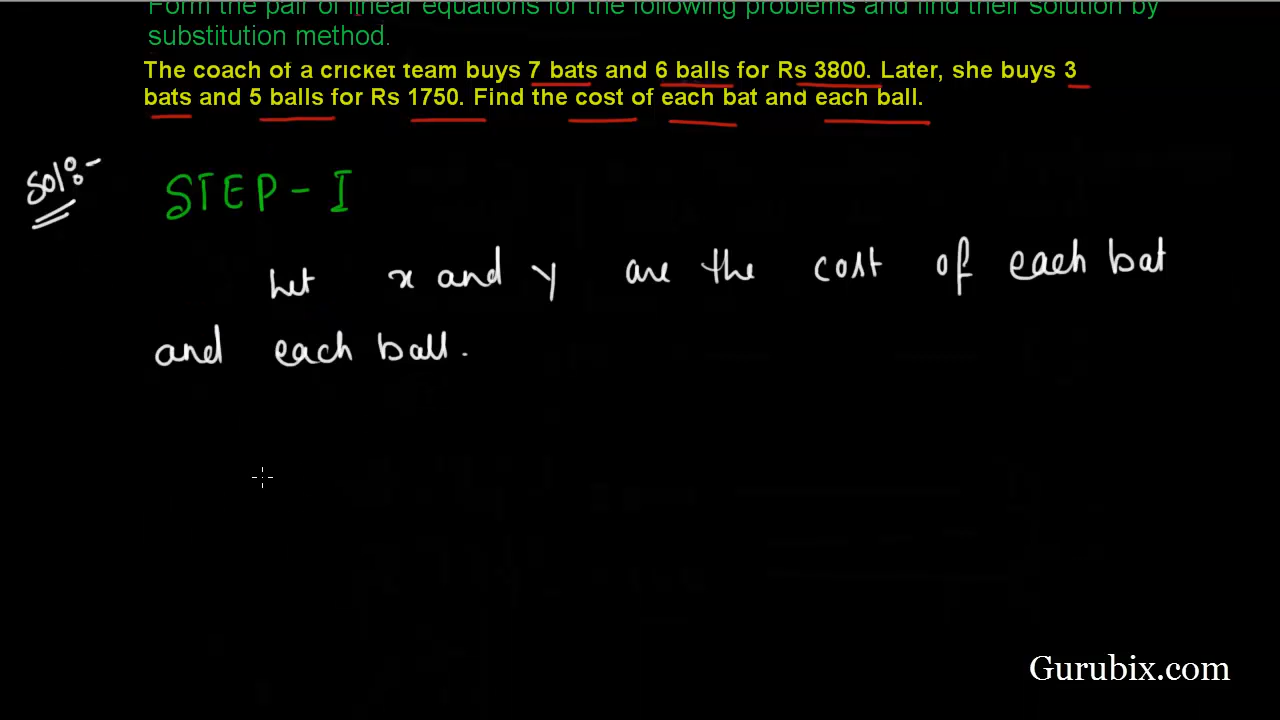 Form the pair of linear equations for the following problems and find their solution by
substitution method.
The coach of a cricket team buys 7 bats and 6 balls for Rs 3800. Later, she buys 3
bats and 5 balls for Rs 1750. Find the cost of each bat and each ball.
Sol:-
STEP - I
Let x and y are the cost of each bat
and each ball.
Gurubix.com